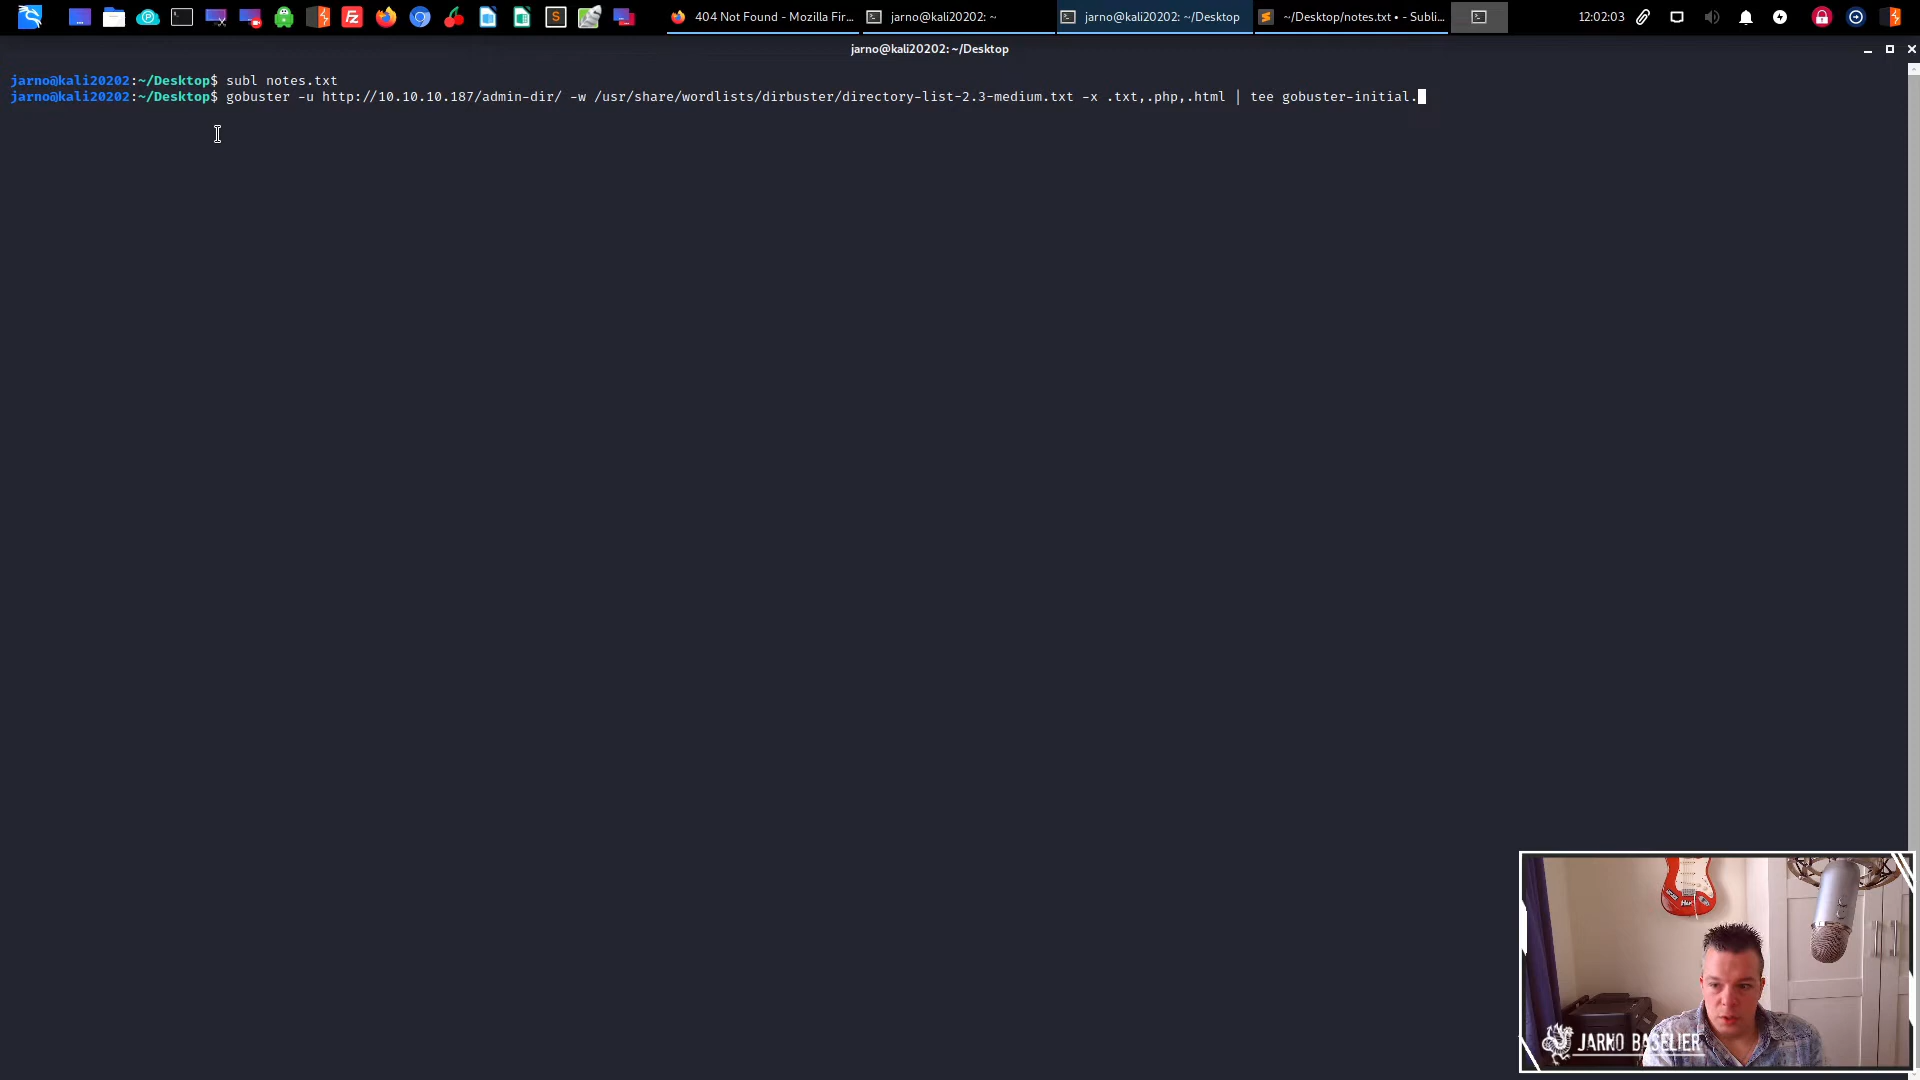 404 Not Found - Mozilla Fir...
jarno@kali20202: ~
jarno@kali20202: ~/Desktop
~/Desktop/notes.txt • - Subli...
12:02:03
jarno@kali20202: ~/Desktop
jarno@kali20202:~/Desktop$ subl notes.txt
jarno@kali20202:~/Desktop$ gobuster -u http://10.10.10.187/admin-dir/ -w /usr/share/wordlists/dirbuster/directory-list-2.3-medium.txt -x .txt,.php,.html | tee gobuster-initial.
JARNO BASELIER